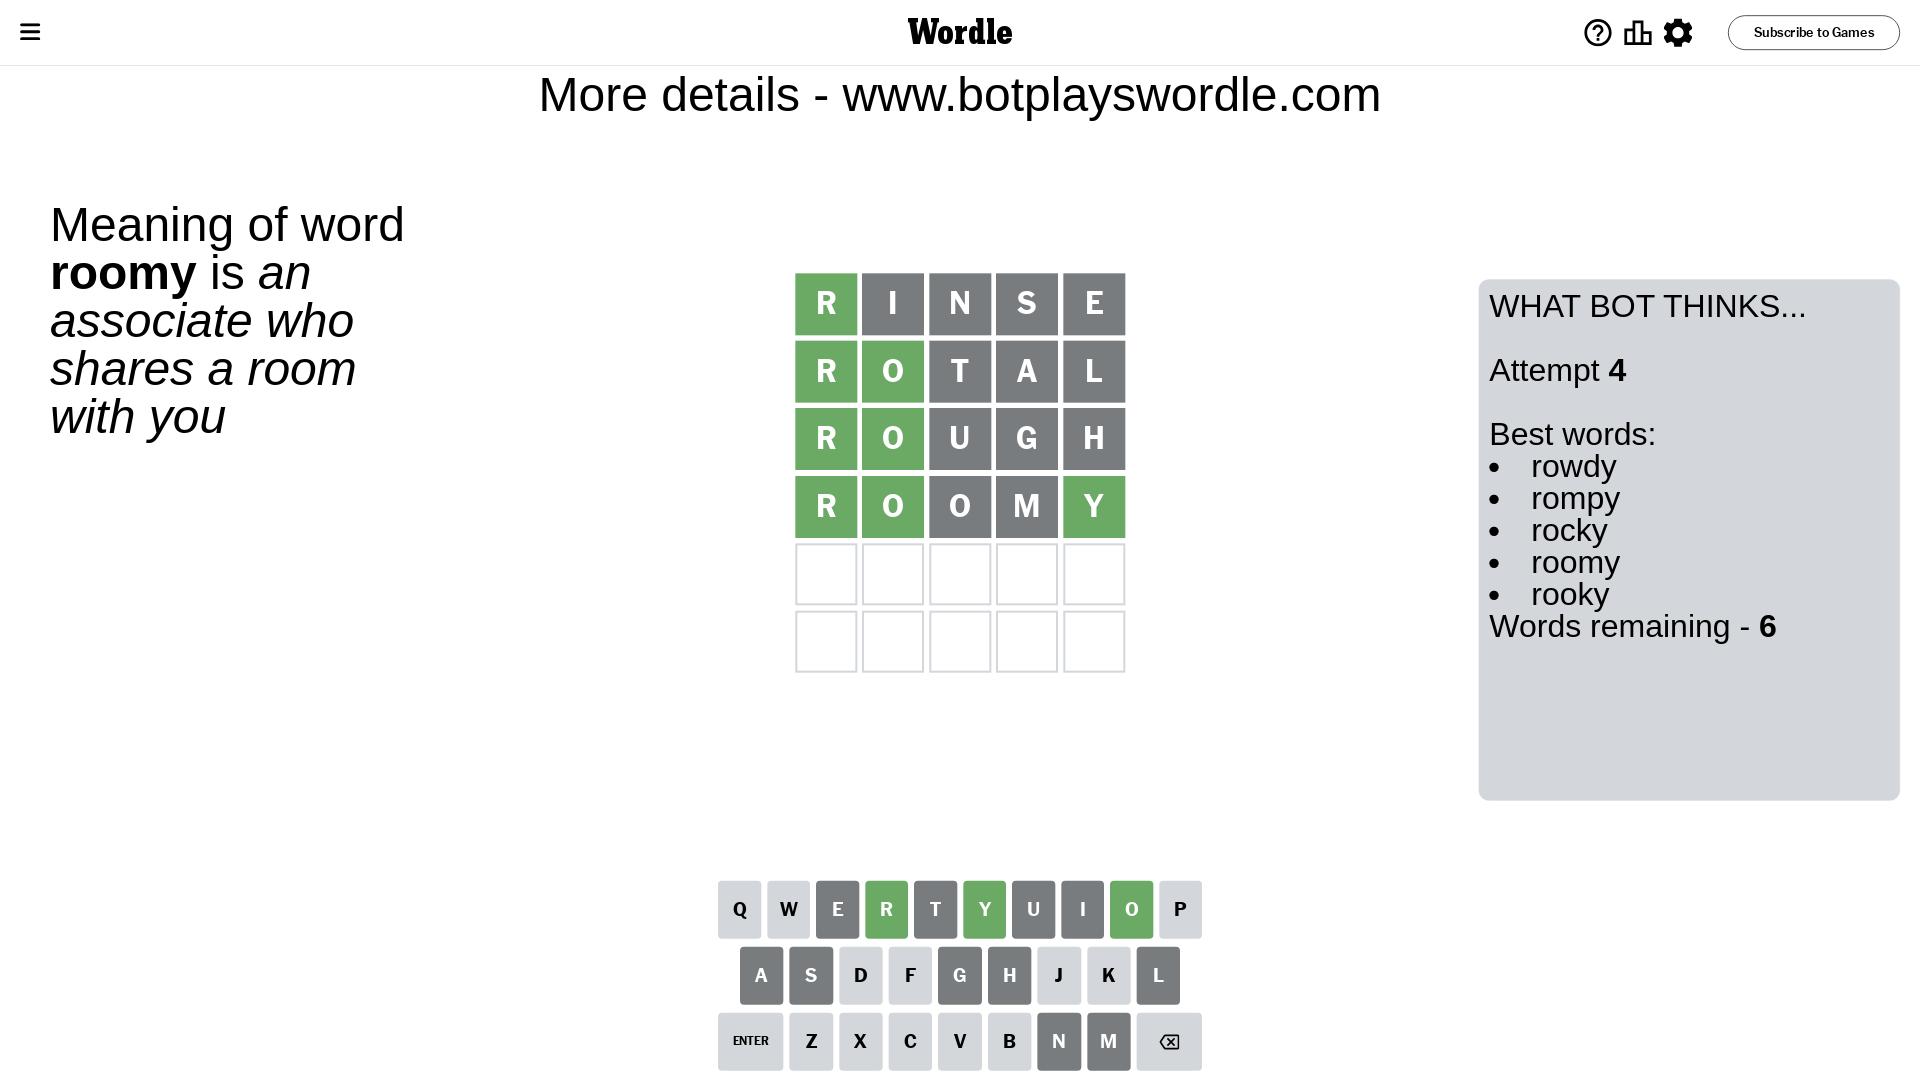 Wordle
Subscribe to Games
More details - www.botplayswordle.com
Meaning of word
roomy is an
associate who
shares a room
with you
R I N S E
R O T A L
R O U G H
R O O M Y
WHAT BOT THINKS...
Attempt 4
Best words:
• rowdy
• rompy
• rocky
• roomy
• rooky
Words remaining - 6
Q W E R T Y U I O P
A S D F G H J K L
ENTER Z X C V B N M